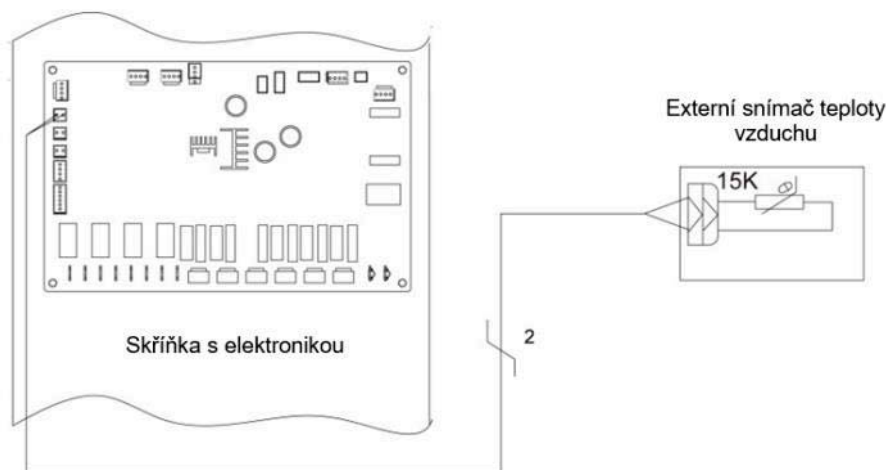 Externí snímač teploty
vzduchu
15K
Skříňka s elektronikou
2